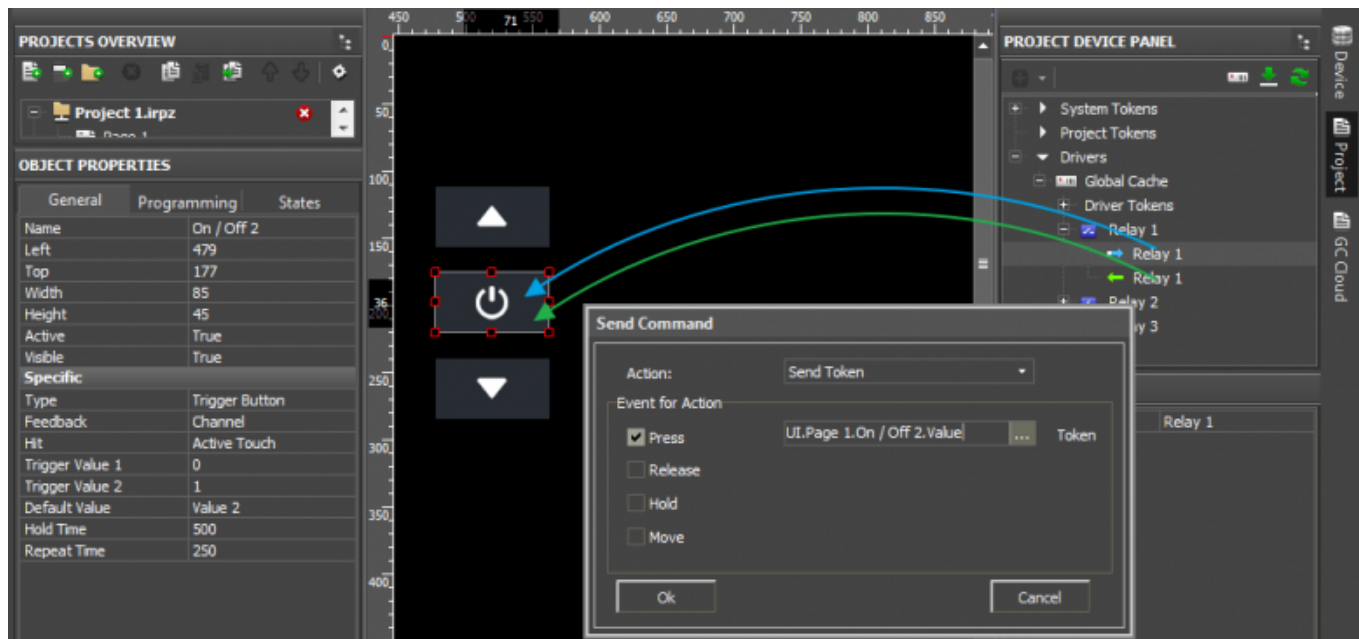 PROJECTS OVERVIEW
Project 1.irpz
Page 1
OBJECT PROPERTIES
General Programming States
Name On / Off 2
Left 479
Top 177
Width 85
Height 45
Active True
Visible True
Specific
Type Trigger Button
Feedback Channel
Hit Active Touch
Trigger Value 1 0
Trigger Value 2 1
Default Value Value 2
Hold Time 500
Repeat Time 250
450 500 71 550 600 650 700 750 800 850
0
50
100
150
36
200
250
300
350
400
Send Command
Action: Send Token
Event for Action
Press UI.Page 1.On / Off 2.Value ... Token
Release
Hold
Move
Ok Cancel
PROJECT DEVICE PANEL
System Tokens
Project Tokens
Drivers
Global Cache
Driver Tokens
Relay 1
Relay 1
Relay 1
Relay 2
ay 3
Relay 1
Device
Project
GC Cloud